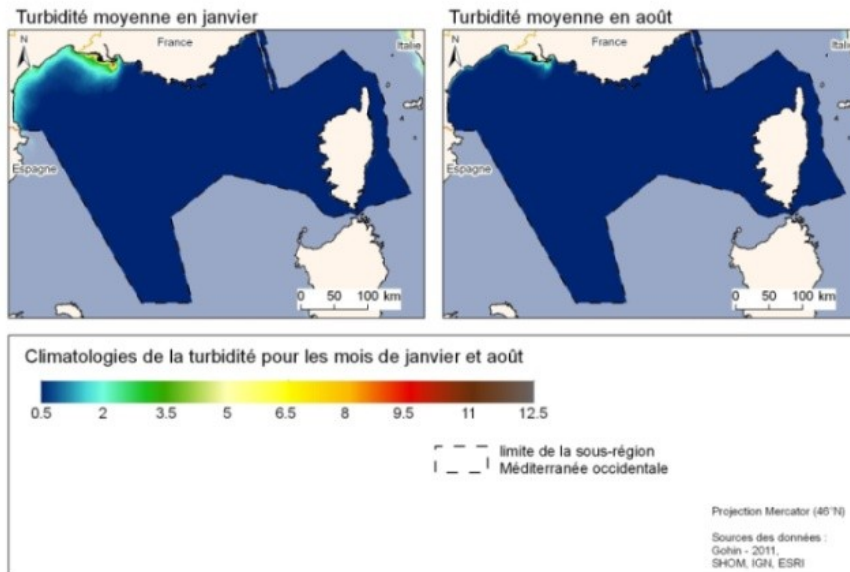 Turbidité moyenne en janvier
Turbidité moyenne en août
N
France
Italie
Espagne
0 50 100 km
N
France
Italie
Espagne
0 50 100 km
Climatologies de la turbidité pour les mois de janvier et août
0.5 2 3.5 5 6.5 8 9.5 11 12.5
limite de la sous-région
Méditerranée occidentale
Projection Mercator (46°N)
Sources des données :
Gohin - 2011,
SHOM, IGN, ESRI